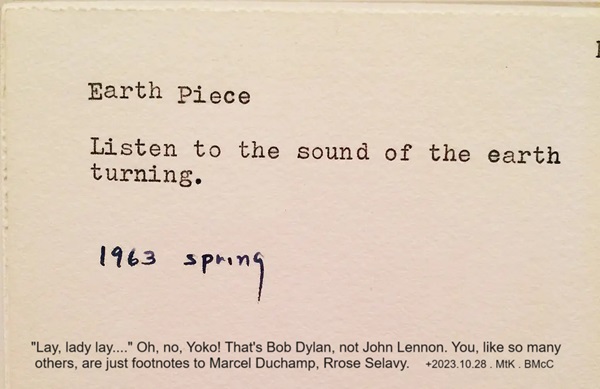 Earth Piece
Listen to the sound of the earth
turning.
1963 spring
"Lay, lady lay...." Oh, no, Yoko! That's Bob Dylan, not John Lennon. You, like so many
others, are just footnotes to Marcel Duchamp, Rrose Selavy. +2023.10.28 . MtK . BMcC